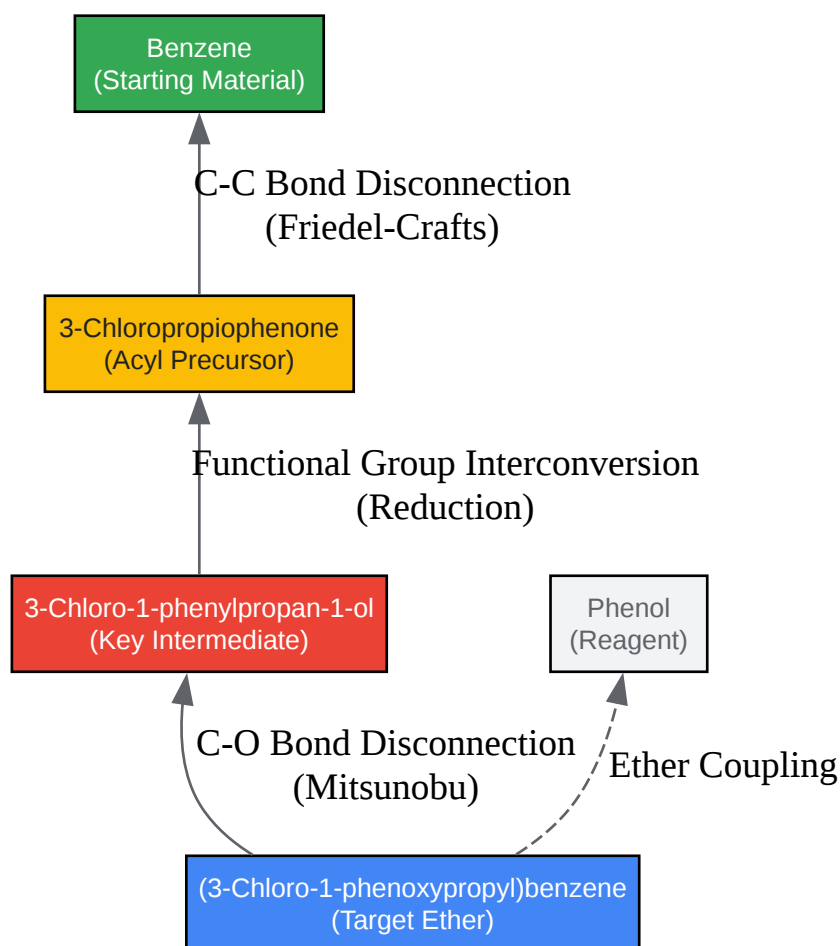 Benzene
(Starting Material)
C-C Bond Disconnection
(Friedel-Crafts)
3-Chloropropiophenone
(Acyl Precursor)
Functional Group Interconversion
(Reduction)
3-Chloro-1-phenylpropan-1-ol
(Key Intermediate)
Phenol
(Reagent)
C-O Bond Disconnection
(Mitsunobu)
Ether Coupling
(3-Chloro-1-phenoxypropyl)benzene
(Target Ether)